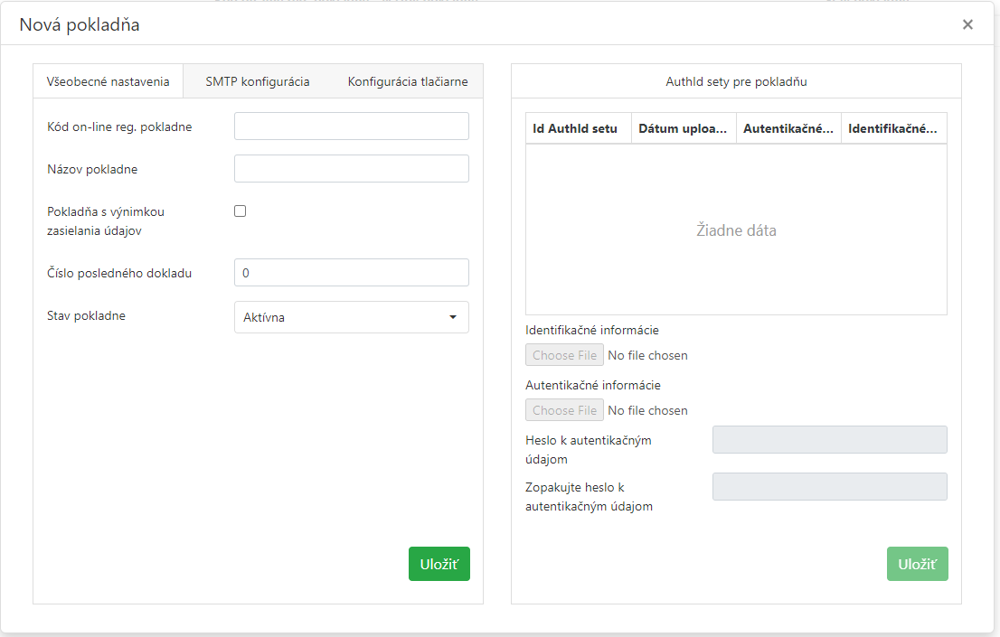 Nová pokladňa
×
Všeobecné nastavenia
SMTP konfigurácia
Konfigurácia tlačiarne
Kód on-line reg. pokladne
Názov pokladne
Pokladňa s výnimkou
zasielania údajov
Číslo posledného dokladu
0
Stav pokladne
Aktívna
Uložiť
AuthId sety pre pokladňu
Id AuthId setu
Dátum uploa...
Autentikačné...
Identifikačné...
Žiadne dáta
Identifikačné informácie
Choose File No file chosen
Autentikačné informácie
Choose File No file chosen
Heslo k autentikačným
údajom
Zopakujte heslo k
autentikačným údajom
Uložiť